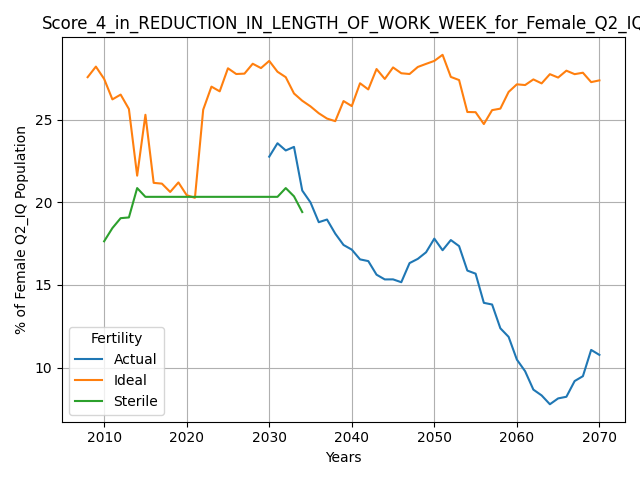 Score_4_in_REDUCTION_IN_LENGTH_OF_WORK_WEEK_for_Female_Q2_IQ
% of Female Q2_IQ Population
25
20
15
10
Fertility
Actual
Ideal
Sterile
2010 2020 2030 2040 2050 2060 2070
Years